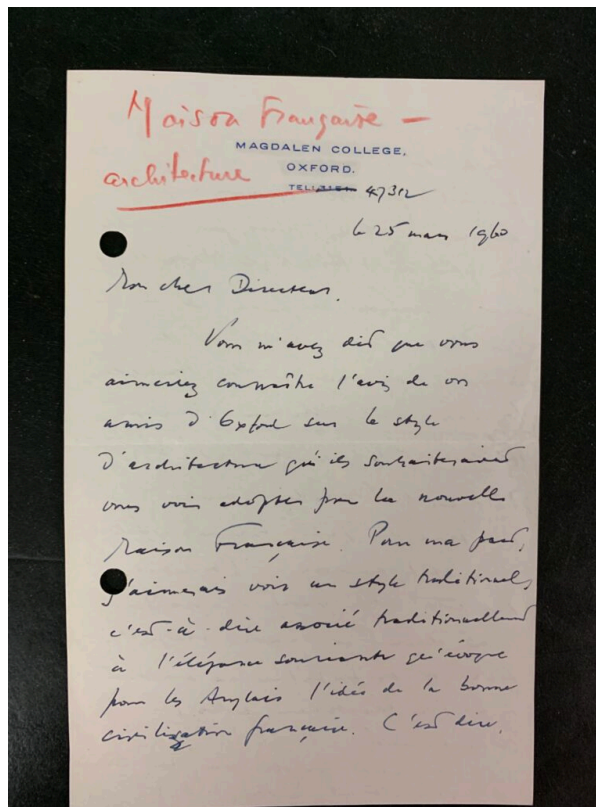 Maison Française —
MAGDALEN COLLEGE,
architecture
OXFORD.
47312
le 25 mars 1960
Mon cher Directeur.
Vous m'avez dit que vous
aimeriez connaître l'avis de vos
amis d'Oxford sur le style
d'architecture qu'ils souhaiteraient
vous voir adopter pour la nouvelle
Maison Française. Pour ma part,
j'aimerais voir un style traditionnel,
c'est-à-dire associé traditionnellement
à l'élégance souriante qu'évoque
pour les Anglais l'idée de la bonne
civilisation française. C'est dire,